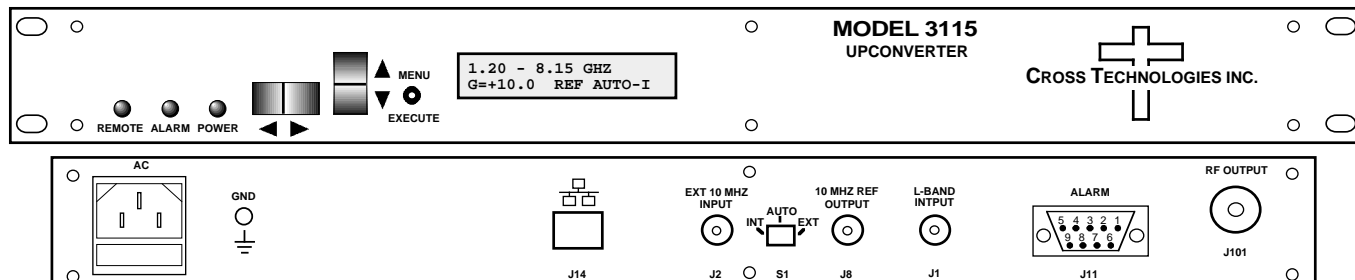 MODEL 3115
UPCONVERTER
CROSS TECHNOLOGIES INC.
1.20 - 8.15 GHZ
G=+10.0 REF AUTO-I
MENU
EXECUTE
REMOTE ALARM POWER
AC
GND
J14
EXT 10 MHZ
INPUT
J2
INT AUTO EXT
S1
10 MHZ REF
OUTPUT
J8
L-BAND
INTPUT
J1
ALARM
5 4 3 2 1
9 8 7 6
J11
RF OUTPUT
J101